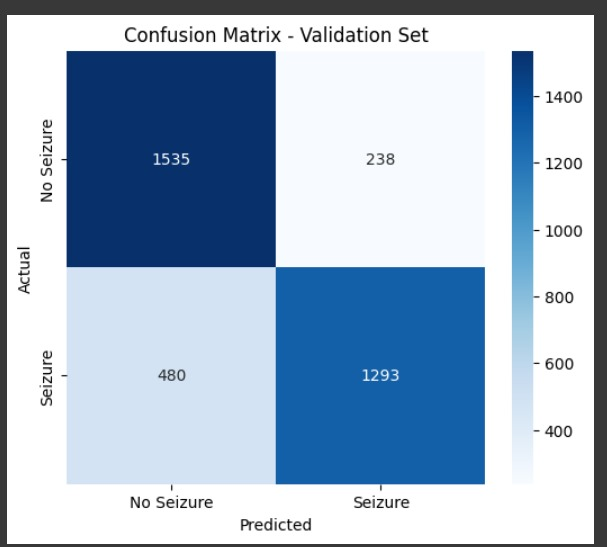 Confusion Matrix - Validation Set
Actual
No Seizure
1535
238
Seizure
480
1293
No Seizure
Seizure
Predicted
1400
1200
1000
800
600
400